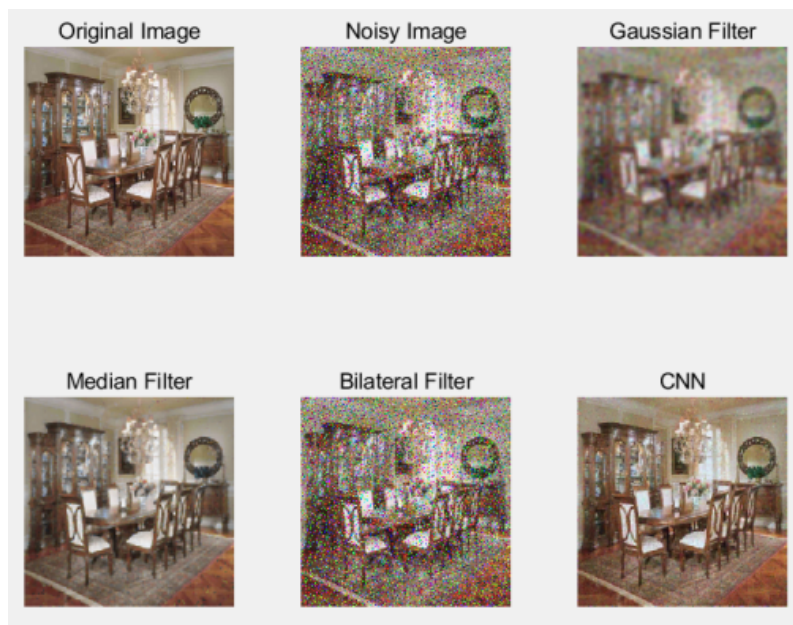 Original Image
Noisy Image
Gaussian Filter
Median Filter
Bilateral Filter
CNN